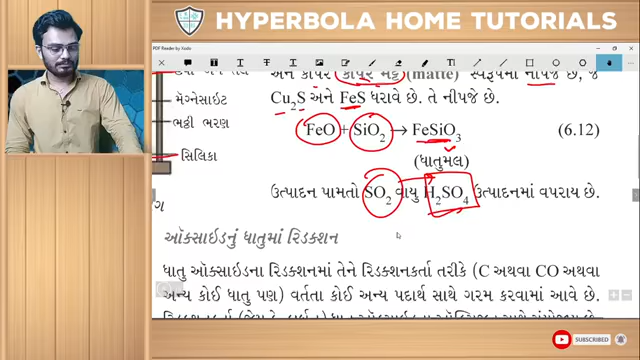 HYPERBOLA HOME TUTORIALS
PDF Reader by Xodo
અને કોપર કોપર મટ્ટ (matte) સ્વરૂપમાં નીપજે છે, જે
Cu2S અને FeS ધરાવે છે. તે નીપજે છે.
મૅગ્નેસાઇટ
ભઠ્ઠી ભરણ
FeO + SiO2 → FeSiO3 (6.12)
સિલિકા
(ધાતુમલ)
ઉત્પાદન પામતો SO2 વાયુ H2SO4 ઉત્પાદનમાં વપરાય છે.
ઑક્સાઇડનું ધાતુમાં રિડક્શન
ધાતુ ઑક્સાઇડના રિડક્શનમાં તેને રિડક્શનકર્તા તરીકે (C અથવા CO અથવા
અન્ય કોઈ ધાતુ પણ) વર્તતા કોઈ અન્ય પદાર્થ સાથે ગરમ કરવામાં આવે છે.
SUBSCRIBED